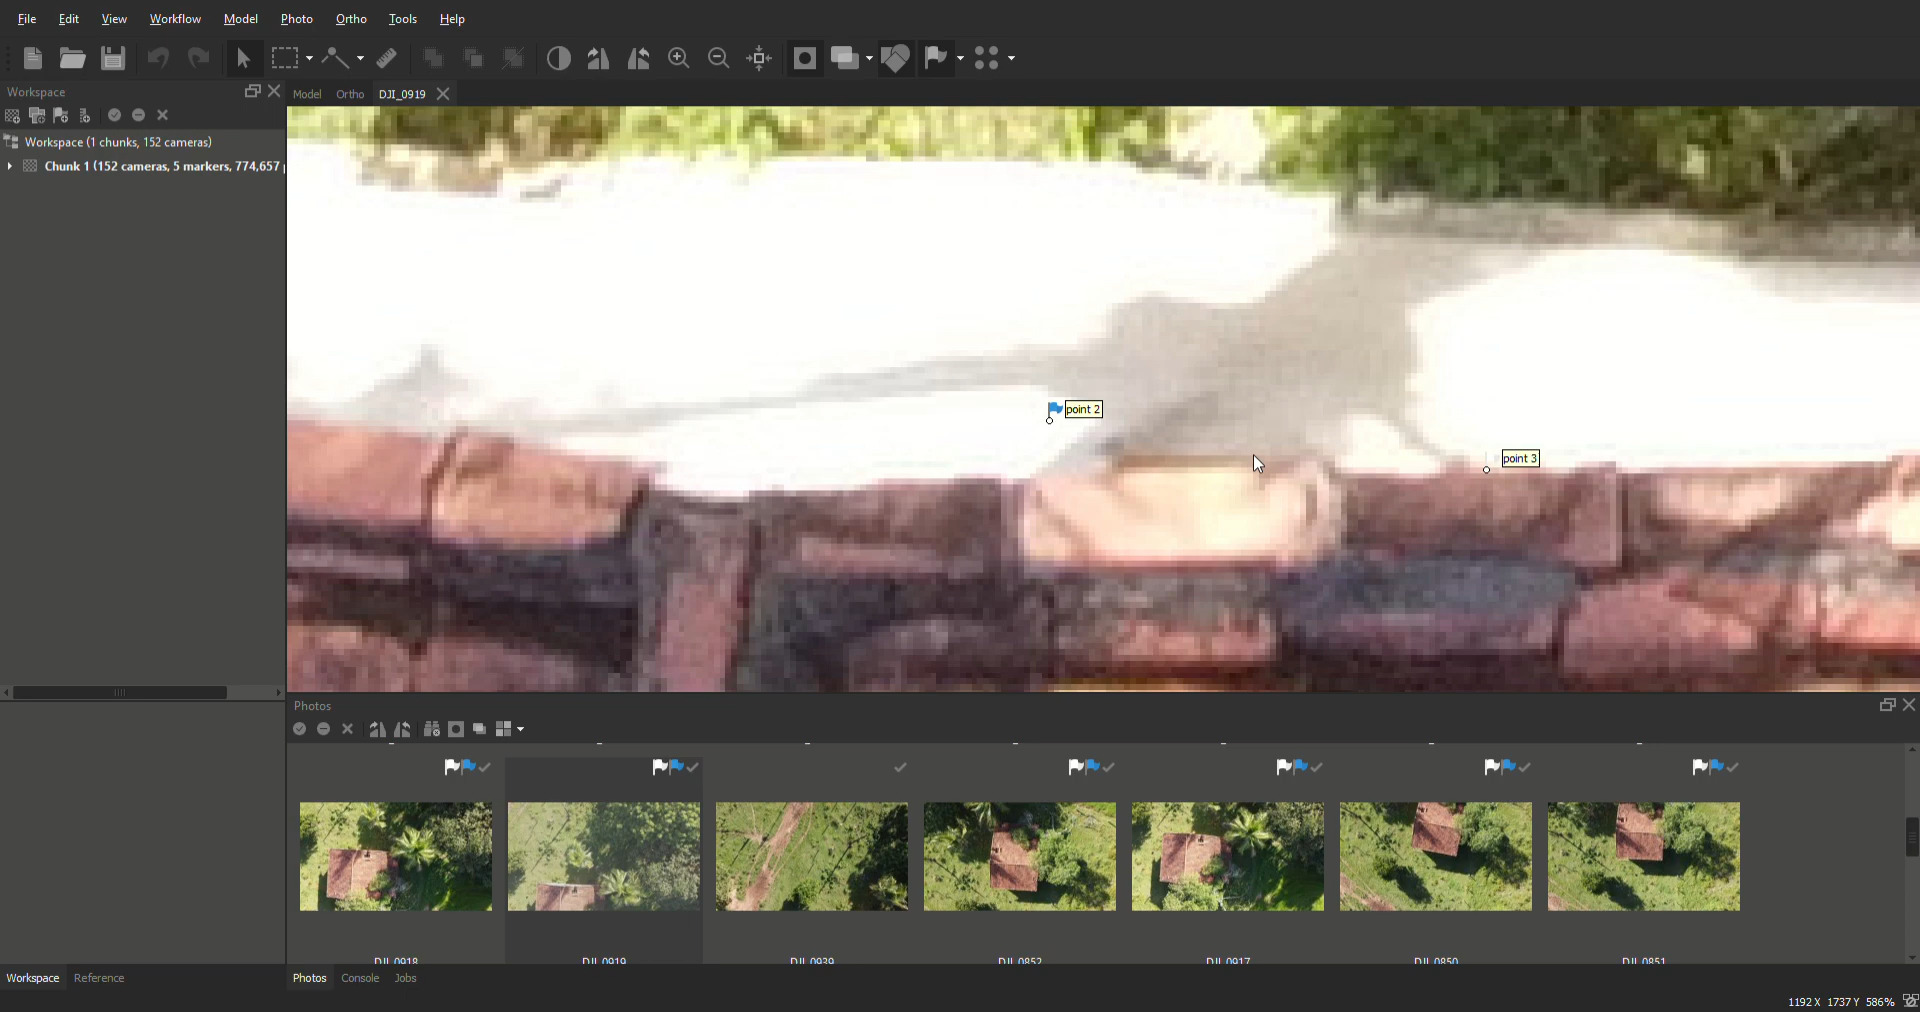 File Edit View Workflow Model Photo Ortho Tools Help
Workspace
Model Ortho DJI_0919
Workspace (1 chunks, 152 cameras)
Chunk 1 (152 cameras, 5 markers, 774,657
point 2
point 3
Photos
DJI_0918 DJI_0919 DJI_0939 DJI_0852 DJI_0917 DJI_0850 DJI_0851
Workspace Reference
Photos Console Jobs
1192 X 1737 Y 586%